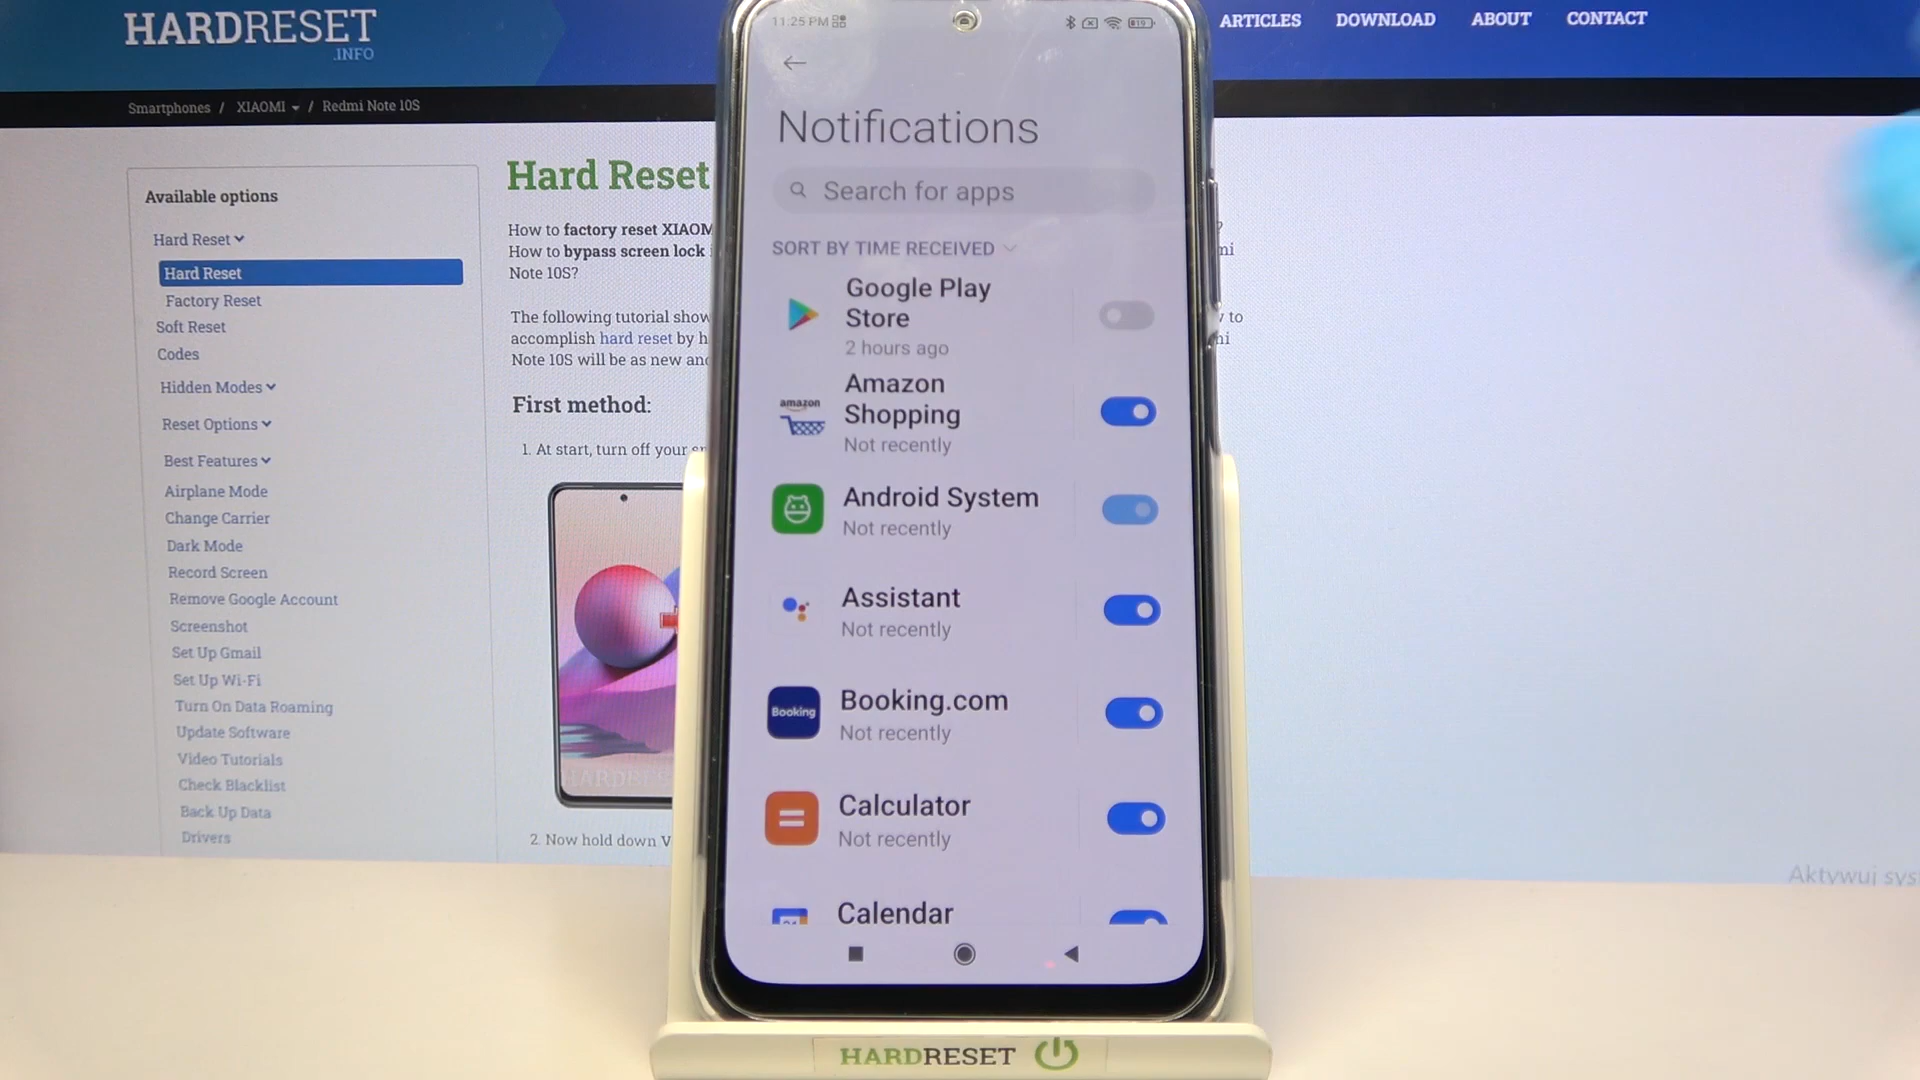 HARDRESET
.INFO
ARTICLES DOWNLOAD ABOUT CONTACT
Smartphones / XIAOMI / Redmi Note 10S
Available options
Hard Reset
Hard Reset
Factory Reset
Soft Reset
Codes
Hidden Modes
Reset Options
Best Features
Airplane Mode
Change Carrier
Dark Mode
Record Screen
Remove Google Account
Screenshot
Set Up Gmail
Set Up Wi-Fi
Turn On Data Roaming
Update Software
Video Tutorials
Check Blacklist
Back Up Data
Drivers
Hard Reset
How to factory reset XIAOM
How to bypass screen lock
Note 10S?
The following tutorial show
accomplish hard reset by h
Note 10S will be as new and
First method:
1. At start, turn off your
HARDRESE
2. Now hold down V
?
mi
to
11:25 PM
19
Notifications
Search for apps
SORT BY TIME RECEIVED
Google Play
Store
2 hours ago
amazon
Amazon
Shopping
Not recently
Android System
Not recently
Assistant
Not recently
Booking
Booking.com
Not recently
Calculator
Not recently
Calendar
HARDRESET
Aktywuj sys